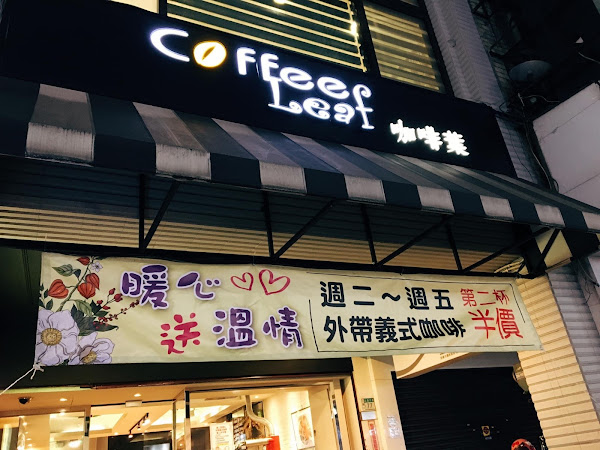 Coffeef
Leaf
咖啡葉
暖心
送溫情
週二～週五
外帶義式咖啡
第二杯
半價